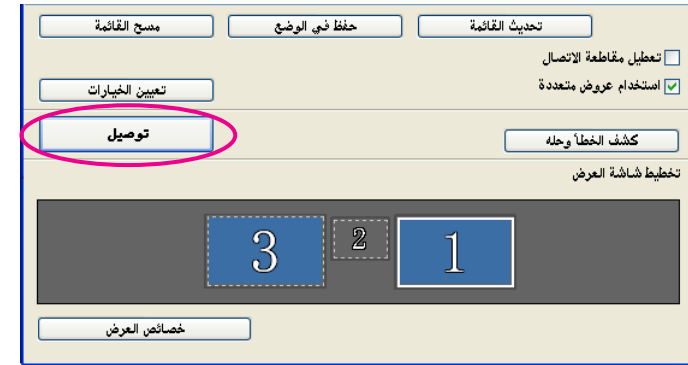 تحديث القائمة
حفظ في الوضع
مسح القائمة
تعطيل مقاطعة الاتصال
استخدام عروض متعددة
تعيين الخيارات
توصيل
كشف الخطأ وحله
تخطيط شاشة العرض
3 2 1
خصائص العرض